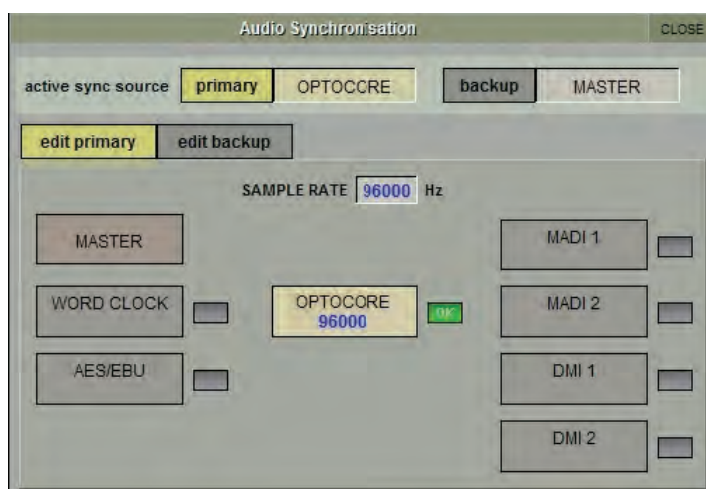 Audio Synchronisation CLOSE
active sync source primary OPTOCORE backup MASTER
edit primary edit backup
SAMPLE RATE 96000 Hz
MASTER
MADI 1
WORD CLOCK
OPTOCORE
96000
OK
MADI 2
AES/EBU
DMI 1
DMI 2